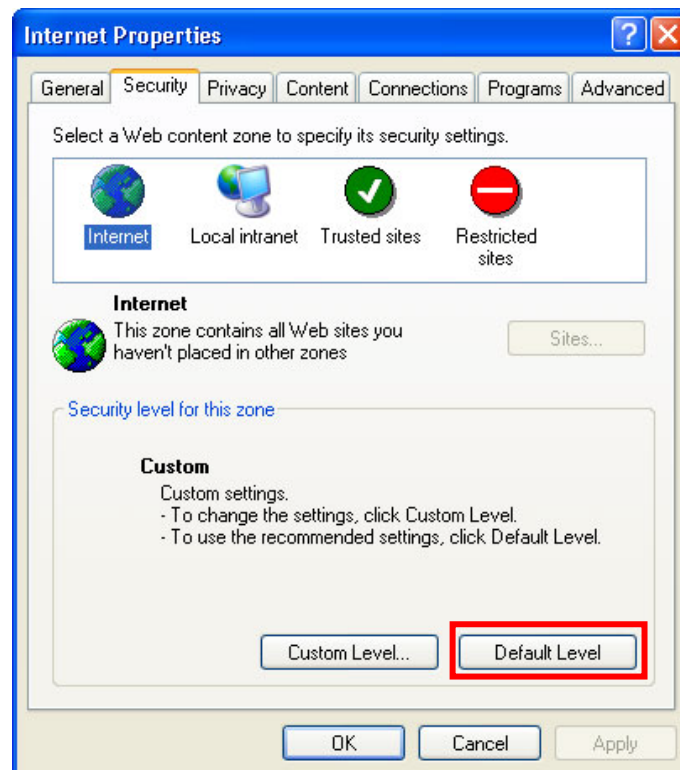 Internet Properties
General Security Privacy Content Connections Programs Advanced
Select a Web content zone to specify its security settings.
Internet Local intranet Trusted sites Restricted
sites
Internet
This zone contains all Web sites you
haven't placed in other zones
Sites...
Security level for this zone
Custom
Custom settings.
- To change the settings, click Custom Level.
- To use the recommended settings, click Default Level.
Custom Level... Default Level
OK Cancel Apply